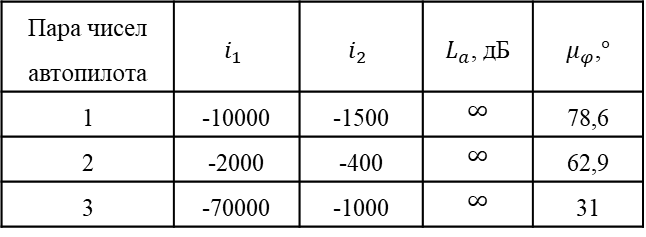 Пара чисел автопилота i₁ i₂ Lₐ, дБ μᵩ,°
1 -10000 -1500 ∞ 78,6
2 -2000 -400 ∞ 62,9
3 -70000 -1000 ∞ 31